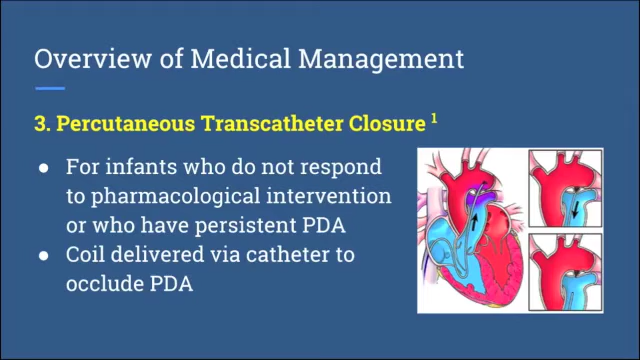 Overview of Medical Management
3. Percutaneous Transcatheter Closure 1
● For infants who do not respond
to pharmacological intervention
or who have persistent PDA
● Coil delivered via catheter to
occlude PDA